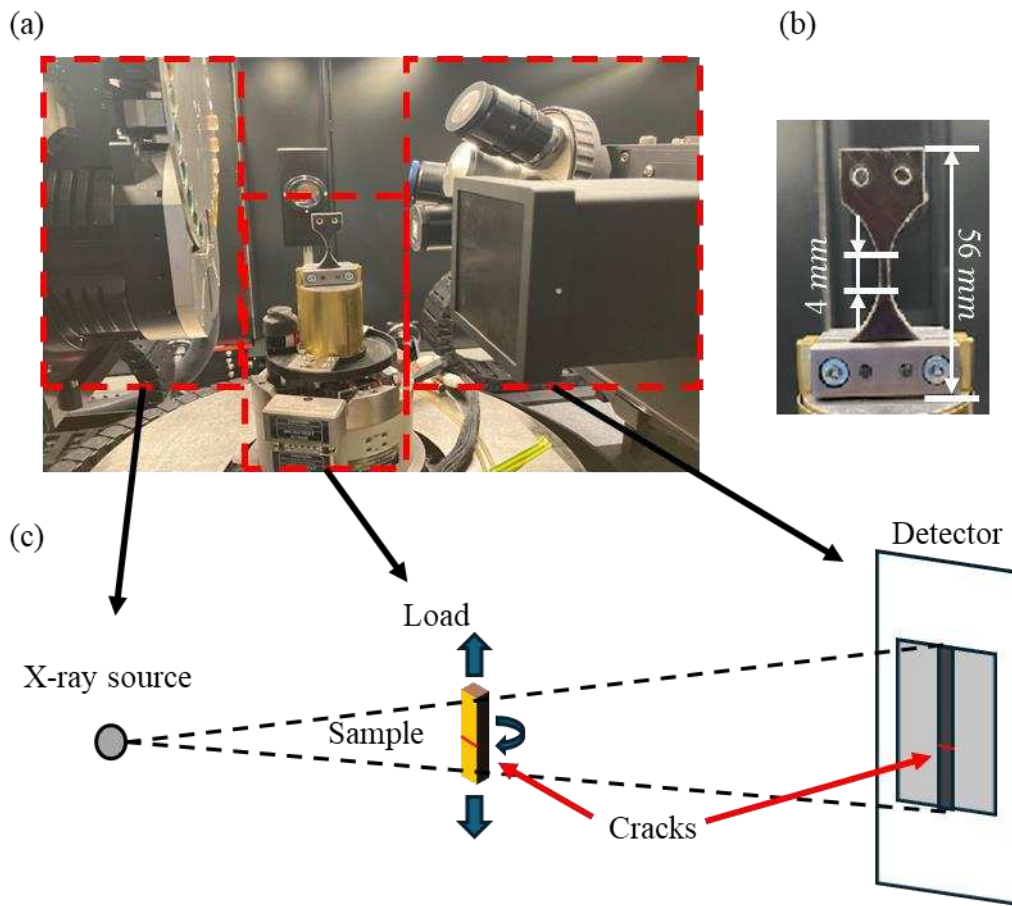 (a)
(b)
4 mm
56 mm
(c)
Detector
Load
X-ray source
Sample
Cracks